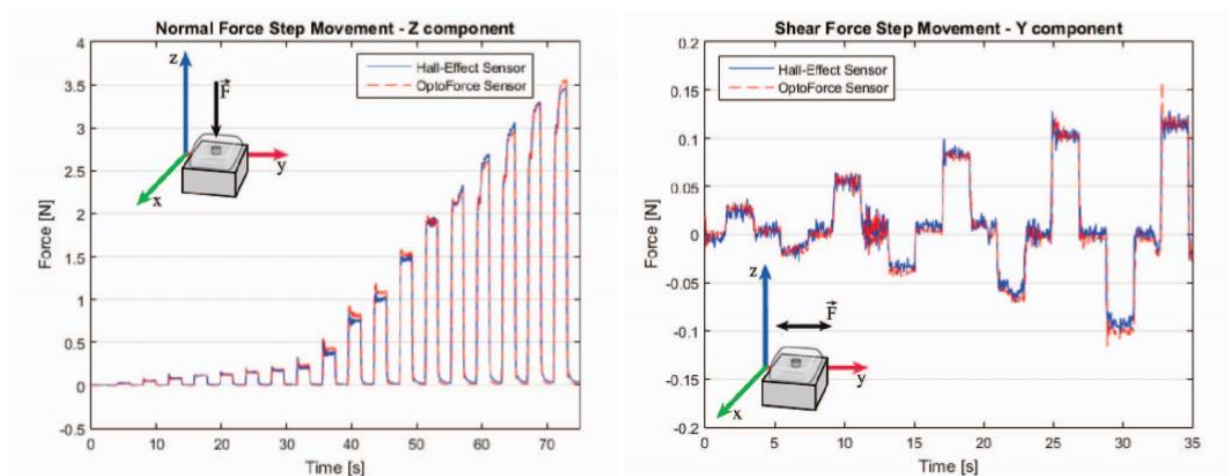 Normal Force Step Movement - Z component
Hall-Effect Sensor
OptoForce Sensor
z
F
y
x
4
3.5
3
2.5
2
1.5
1
0.5
0
-0.5
Force [N]
0
10
20
30
40
50
60
70
Time [s]
Shear Force Step Movement - Y component
Hall-Effect Sensor
OptoForce Sensor
0.2
0.15
0.1
0.05
0
-0.05
-0.1
-0.15
-0.2
Force [N]
z
F
y
x
0
5
10
15
20
25
30
35
Time [s]